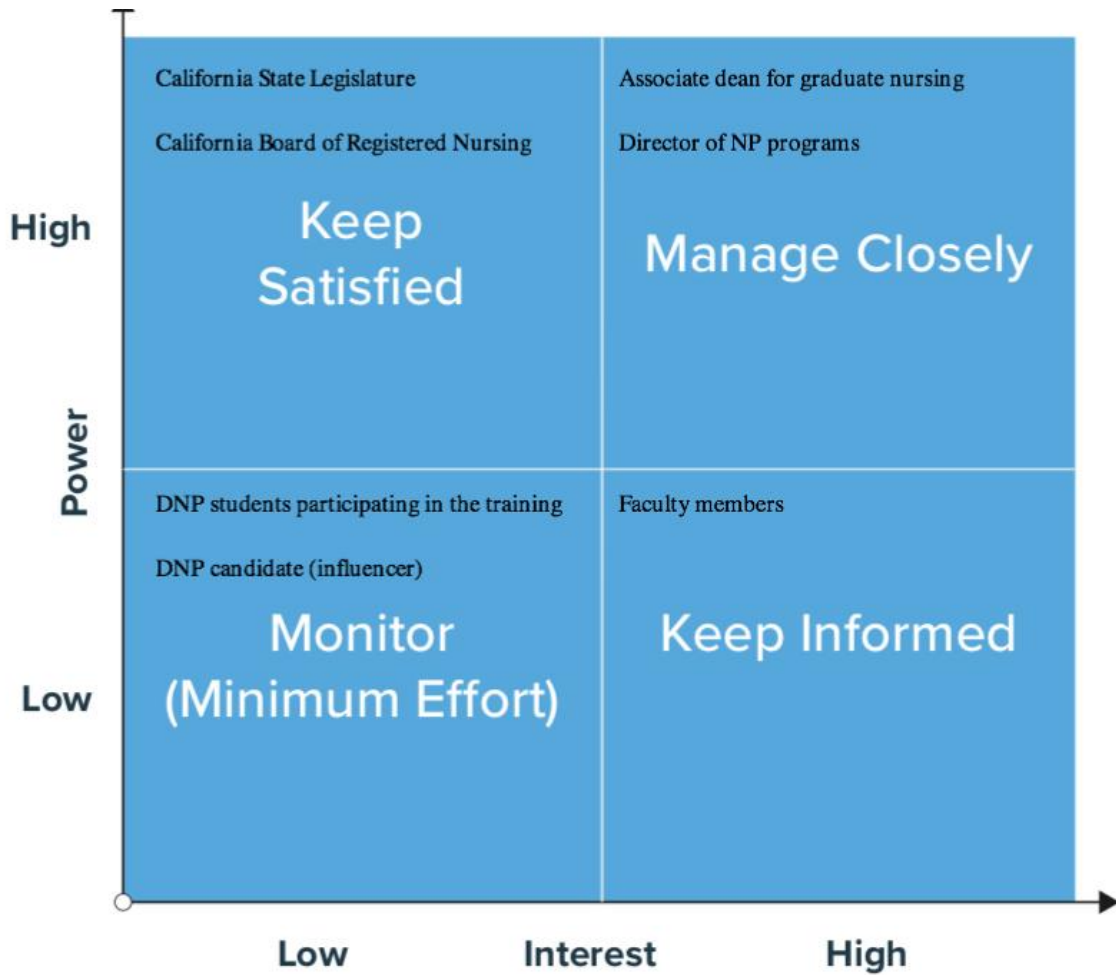 California State Legislature
California Board of Registered Nursing
Keep
Satisfied
Associate dean for graduate nursing
Director of NP programs
Manage Closely
High
Power
DNP students participating in the training
DNP candidate (influencer)
Monitor
(Minimum Effort)
Faculty members
Keep Informed
Low
Low
Interest
High